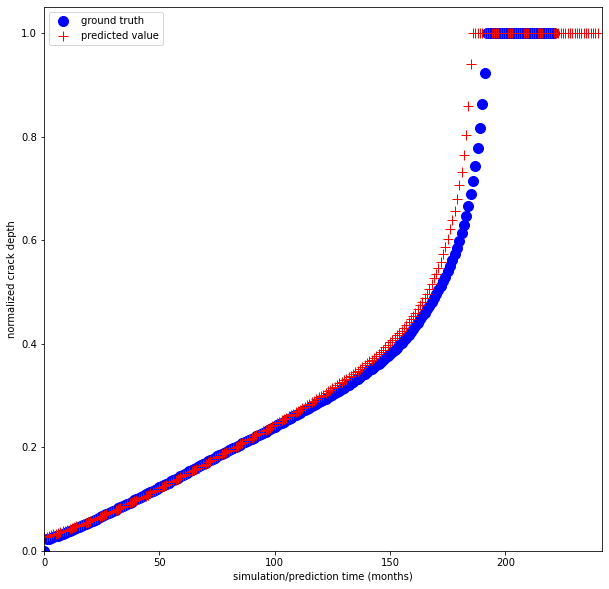 ground truth
predicted value
1.0
0.8
0.6
0.4
0.2
0.0
normalized crack depth
0
50
100
150
200
simulation/prediction time (months)